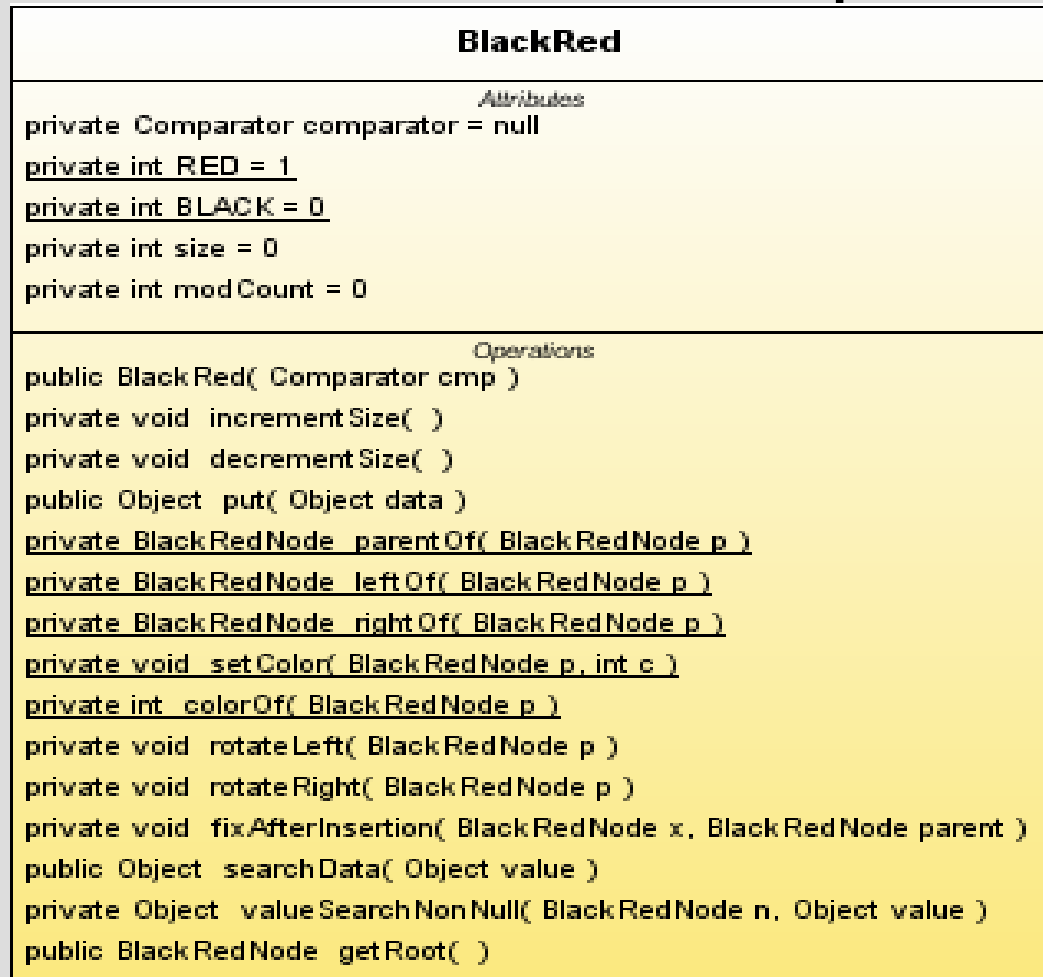 BlackRed
Attributes
private Comparator comparator = null
private int RED = 1
private int BLACK = 0
private int size = 0
private int modCount = 0
Operations
public BlackRed( Comparator cmp )
private void incrementSize( )
private void decrementSize( )
public Object put( Object data )
private BlackRedNode parentOf( BlackRedNode p )
private BlackRedNode leftOf( BlackRedNode p )
private BlackRedNode rightOf( BlackRedNode p )
private void setColor( BlackRedNode p, int c )
private int colorOf( BlackRedNode p )
private void rotateLeft( BlackRedNode p )
private void rotateRight( BlackRedNode p )
private void fixAfterInsertion( BlackRedNode x, BlackRedNode parent )
public Object searchData( Object value )
private Object valueSearchNonNull( BlackRedNode n, Object value )
public BlackRedNode getRoot( )